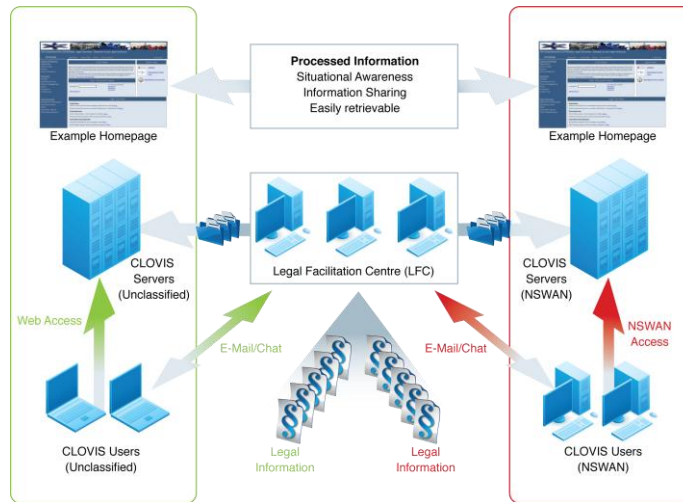 Processed Information
Situational Awareness
Information Sharing
Easily retrievable
Example Homepage
Example Homepage
CLOVIS
Servers
(Unclassified)
Legal Facilitation Centre (LFC)
CLOVIS
Servers
(NSWAN)
Web Access
E-Mail/Chat
E-Mail/Chat
NSWAN
Access
CLOVIS Users
(Unclassified)
Legal
Information
Legal
Information
CLOVIS Users
(NSWAN)